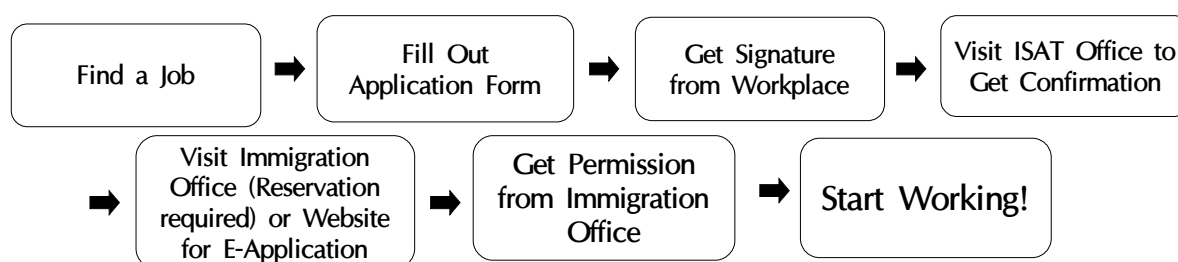 Find a Job
Fill Out
Application Form
Get Signature
from Workplace
Visit ISAT Office to
Get Confirmation
Visit Immigration
Office (Reservation
required) or Website
for E-Application
Get Permission
from Immigration
Office
Start Working!